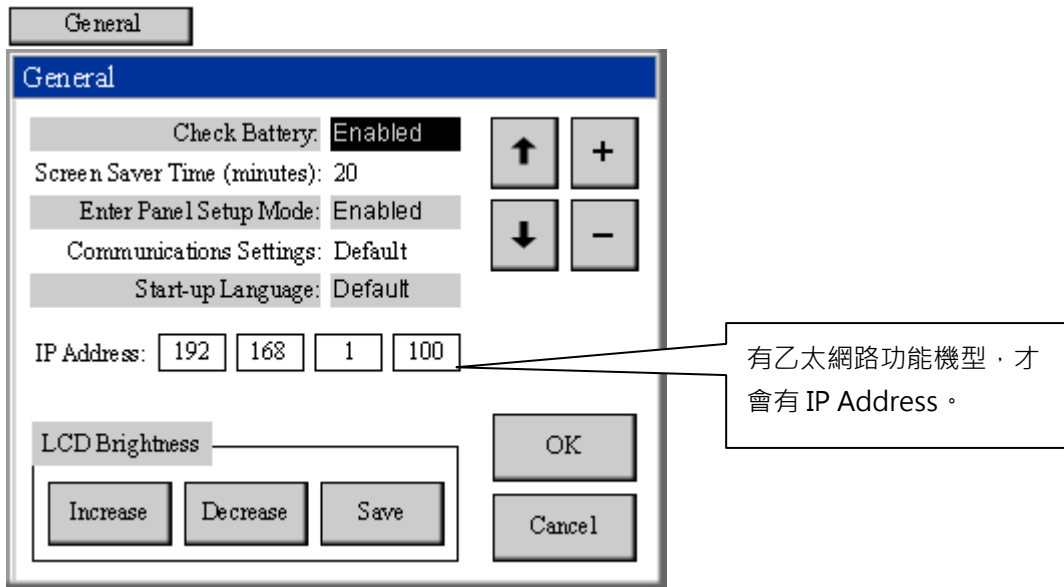 General
General
Check Battery: Enabled
Screen Saver Time (minutes): 20
Enter Panel Setup Mode: Enabled
Communications Settings: Default
Start-up Language: Default
IP Address: 192 168 1 100
有乙太網路功能機型，才
會有 IP Address。
LCD Brightness
Increase Decrease Save
OK
Cancel
+
−